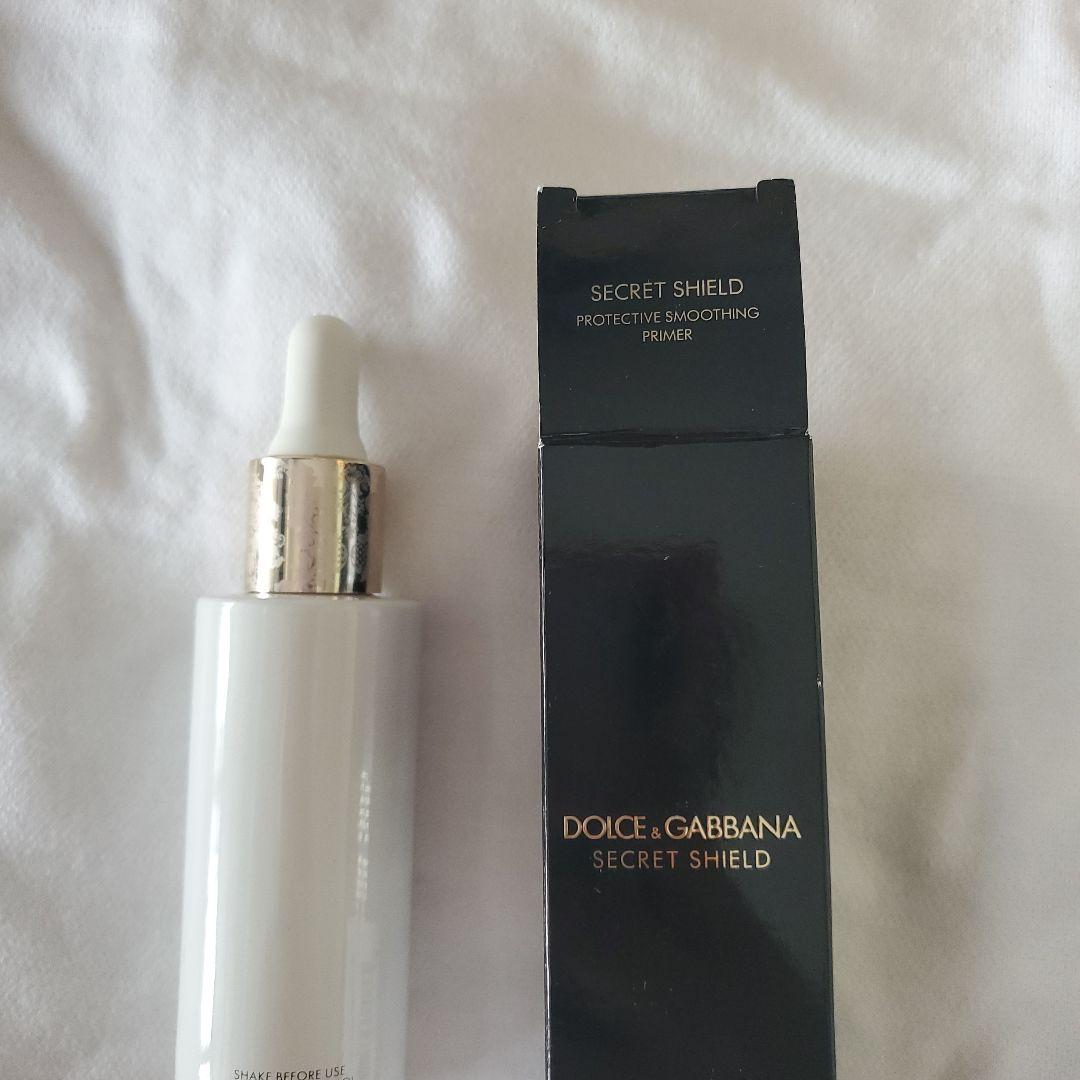 SECRET SHIELD
PROTECTIVE SMOOTHING
PRIMER
DOLCE & GABBANA
SECRET SHIELD
SHAKE BEFORE USE